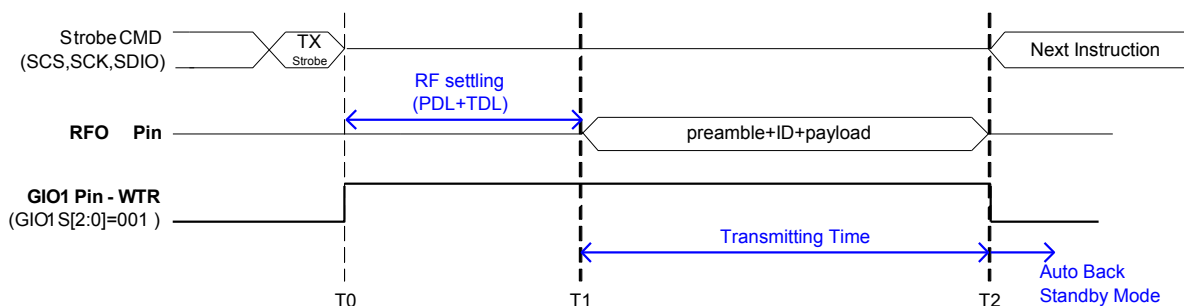 Strobe CMD
(SCS,SCK,SDIO)
TX
Strobe
Next Instruction
RF settling
(PDL+TDL)
RFO Pin
preamble+ID+payload
GIO1 Pin - WTR
(GIO1S[2:0]=001 )
Transmitting Time
Auto Back
Standby Mode
T0 T1 T2